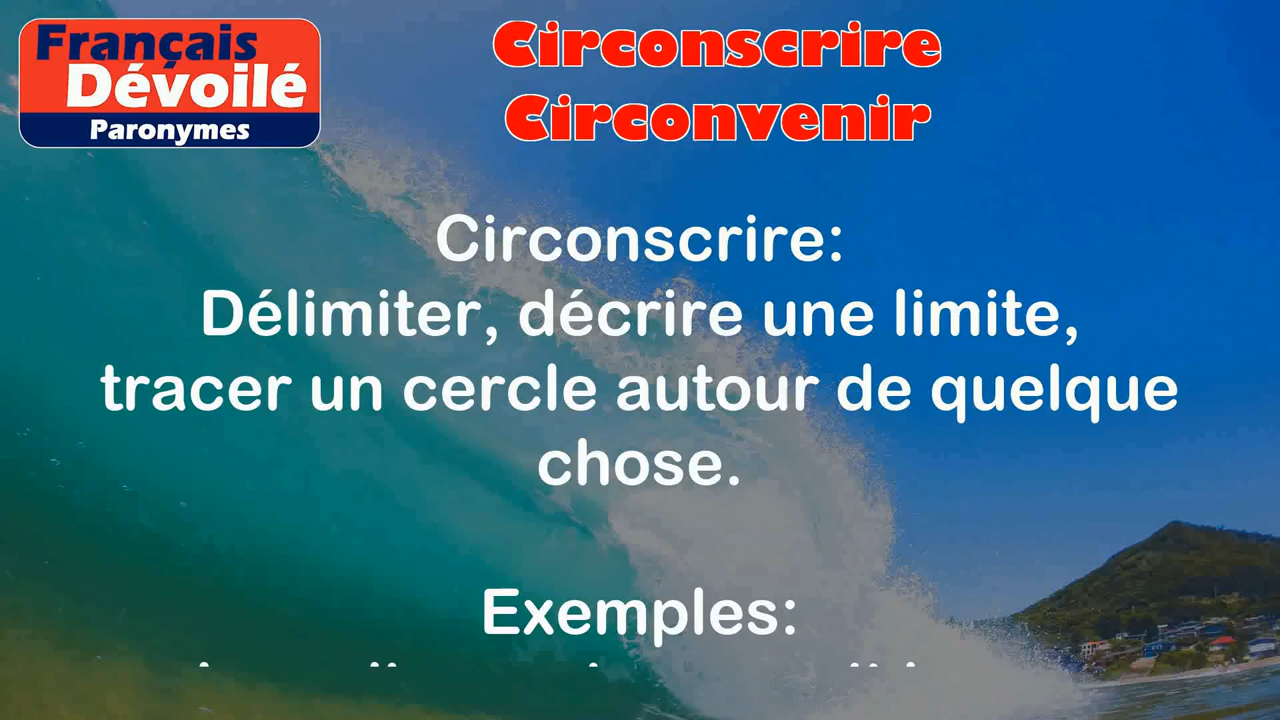 Français
Dévoilé
Paronymes
Circonscrire
Circonvenir
Circonscrire:
Délimiter, décrire une limite,
tracer un cercle autour de quelque
chose.
Exemples: